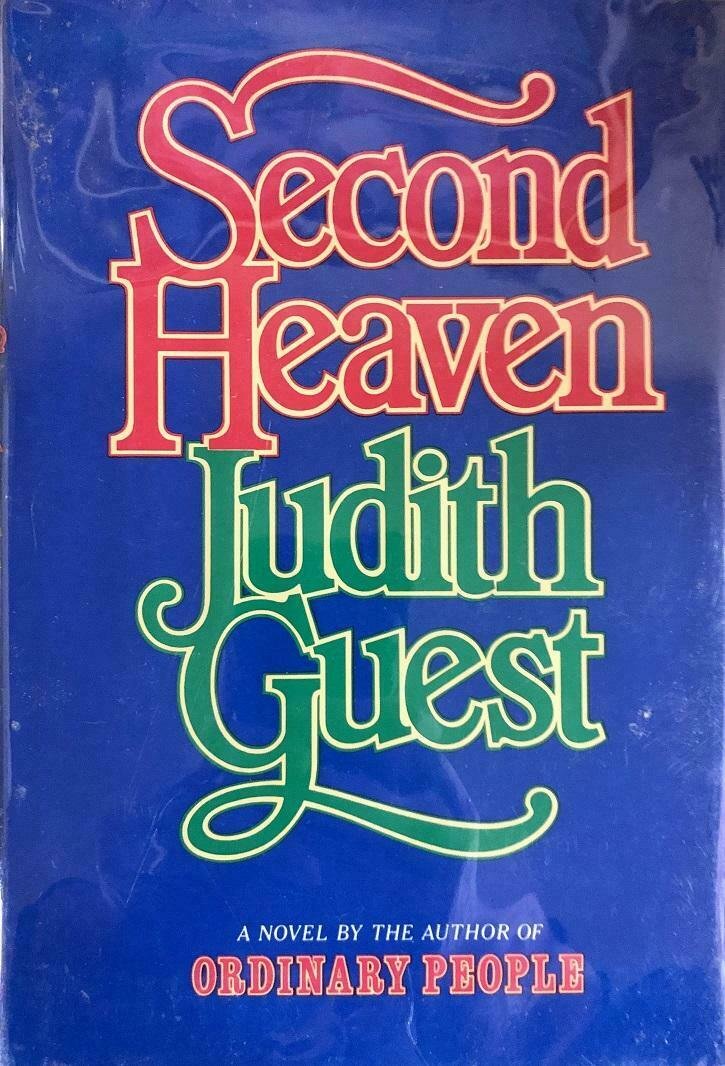 Second
Heaven
Judith
Guest
A NOVEL BY THE AUTHOR OF
ORDINARY PEOPLE